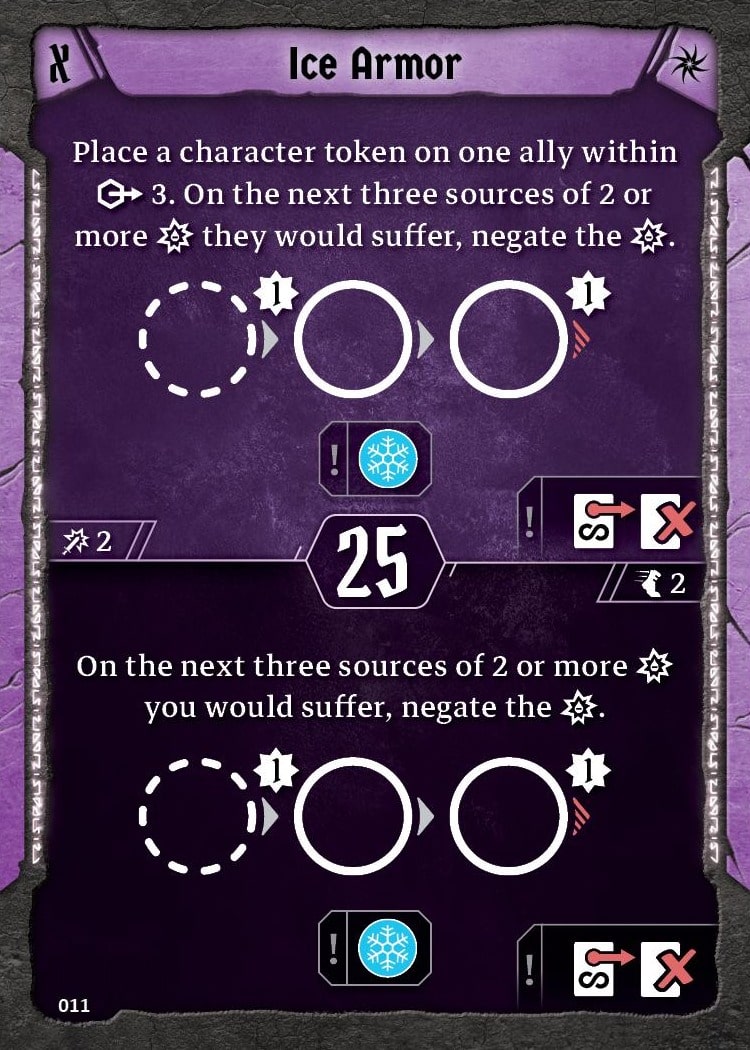 X
Ice Armor
Place a character token on one ally within
3. On the next three sources of 2 or
more they would suffer, negate the .
1
1
!
!
2
25
2
On the next three sources of 2 or more
you would suffer, negate the .
1
1
!
!
011